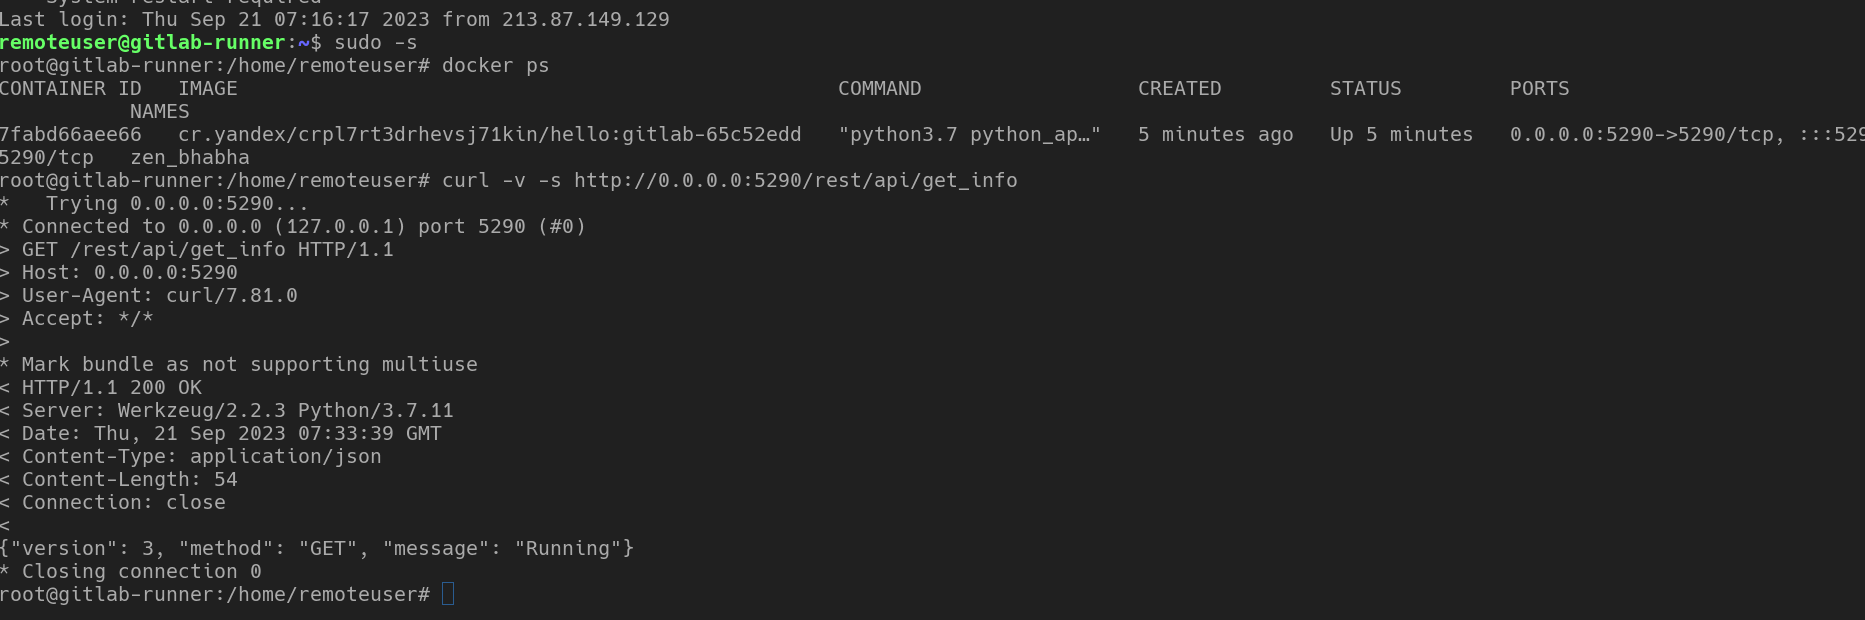 Last login: Thu Sep 21 07:16:17 2023 from 213.87.149.129
remoteuser@gitlab-runner:~$ sudo -s
root@gitlab-runner:/home/remoteuser# docker ps
CONTAINER ID   IMAGE                                                  COMMAND                  CREATED         STATUS         PORTS
           NAMES
7fabd66aee66   cr.yandex/crpl7rt3drhevsj71kin/hello:gitlab-65c52edd   "python3.7 python_ap…"   5 minutes ago   Up 5 minutes   0.0.0.0:5290->5290/tcp, :::529
5290/tcp   zen_bhabha
root@gitlab-runner:/home/remoteuser# curl -v -s http://0.0.0.0:5290/rest/api/get_info
*   Trying 0.0.0.0:5290...
* Connected to 0.0.0.0 (127.0.0.1) port 5290 (#0)
> GET /rest/api/get_info HTTP/1.1
> Host: 0.0.0.0:5290
> User-Agent: curl/7.81.0
> Accept: */*
>
* Mark bundle as not supporting multiuse
< HTTP/1.1 200 OK
< Server: Werkzeug/2.2.3 Python/3.7.11
< Date: Thu, 21 Sep 2023 07:33:39 GMT
< Content-Type: application/json
< Content-Length: 54
< Connection: close
<
{"version": 3, "method": "GET", "message": "Running"}
* Closing connection 0
root@gitlab-runner:/home/remoteuser#